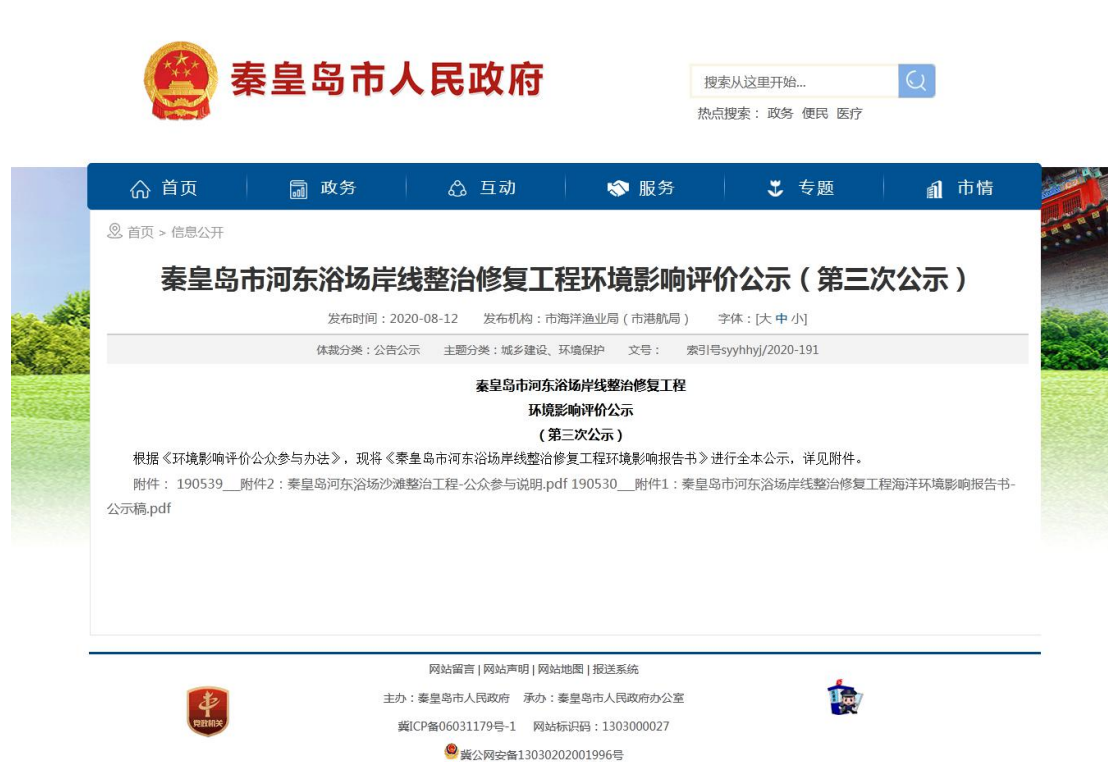 秦皇岛市人民政府
搜索从这里开始...
热点搜索： 政务 便民 医疗
首页 政务 互动 服务 专题 市情
首页 > 信息公开
秦皇岛市河东浴场岸线整治修复工程环境影响评价公示（第三次公示）
发布时间：2020-08-12 发布机构：市海洋渔业局（市港航局） 字体：[大 中 小]
体裁分类：公告公示 主题分类：城乡建设、环境保护 文号： 索引号syyhhyj/2020-191
秦皇岛市河东浴场岸线整治修复工程
环境影响评价公示
（第三次公示）
根据《环境影响评价公众参与办法》，现将《秦皇岛市河东浴场岸线整治修复工程环境影响报告书》进行全本公示，详见附件。
附件： 190539__附件2：秦皇岛河东浴场沙滩整治工程-公众参与说明.pdf 190530__附件1：秦皇岛市河东浴场岸线整治修复工程海洋环境影响报告书-
公示稿.pdf
网站留言 | 网站声明 | 网站地图 | 报送系统
主办：秦皇岛市人民政府 承办：秦皇岛市人民政府办公室
冀ICP备06031179号-1 网站标识码：1303000027
冀公网安备13030202001996号
党政机关